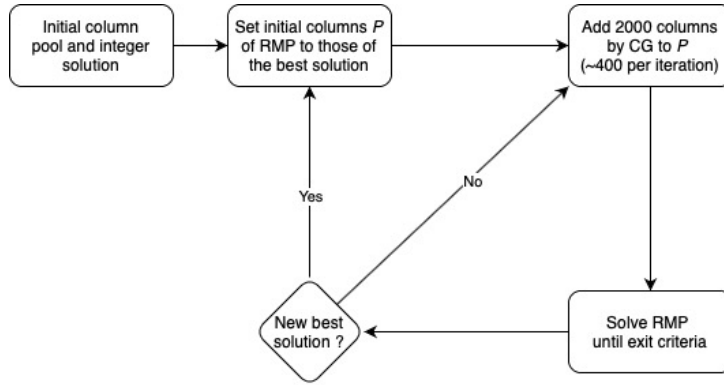 Initial column
pool and integer
solution
Set initial columns P
of RMP to those of
the best solution
Add 2000 columns
by CG to P
(~400 per iteration)
Yes
No
New best
solution ?
Solve RMP
until exit criteria